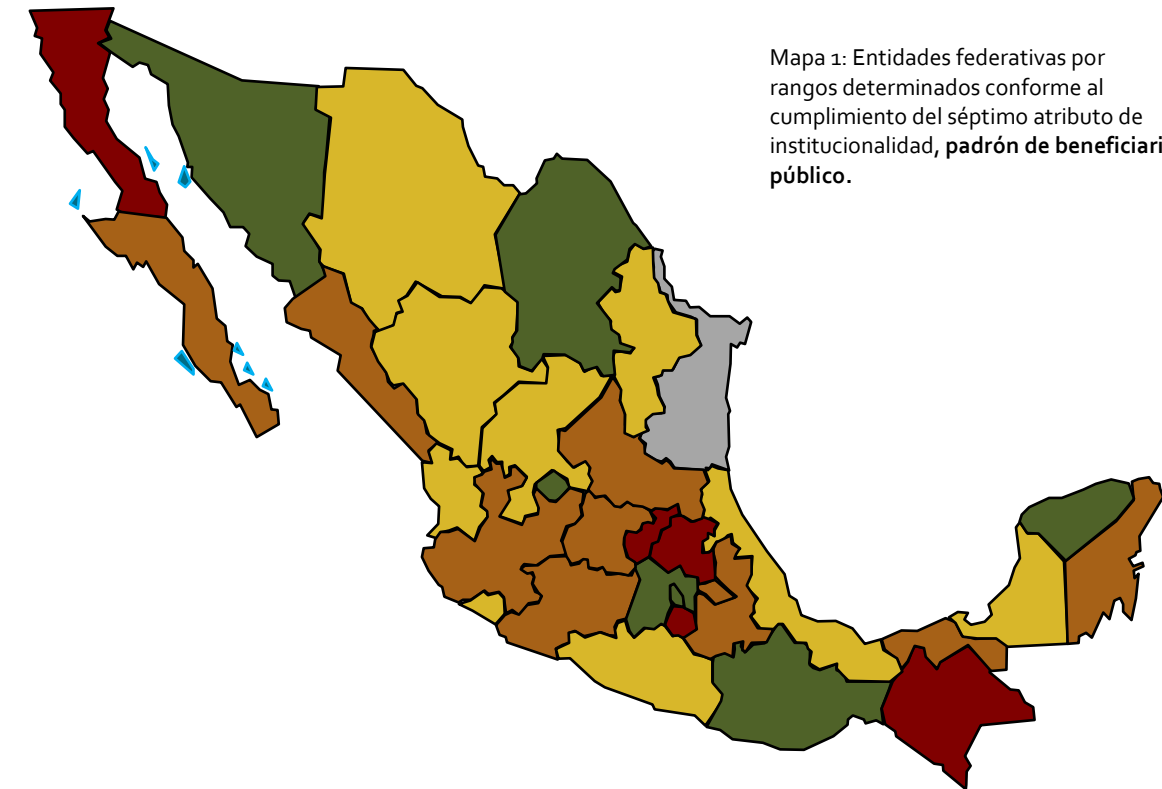 Mapa 1: Entidades federativas por
rangos determinados conforme al
cumplimiento del séptimo atributo de
institucionalidad, padrón de beneficiari
público.